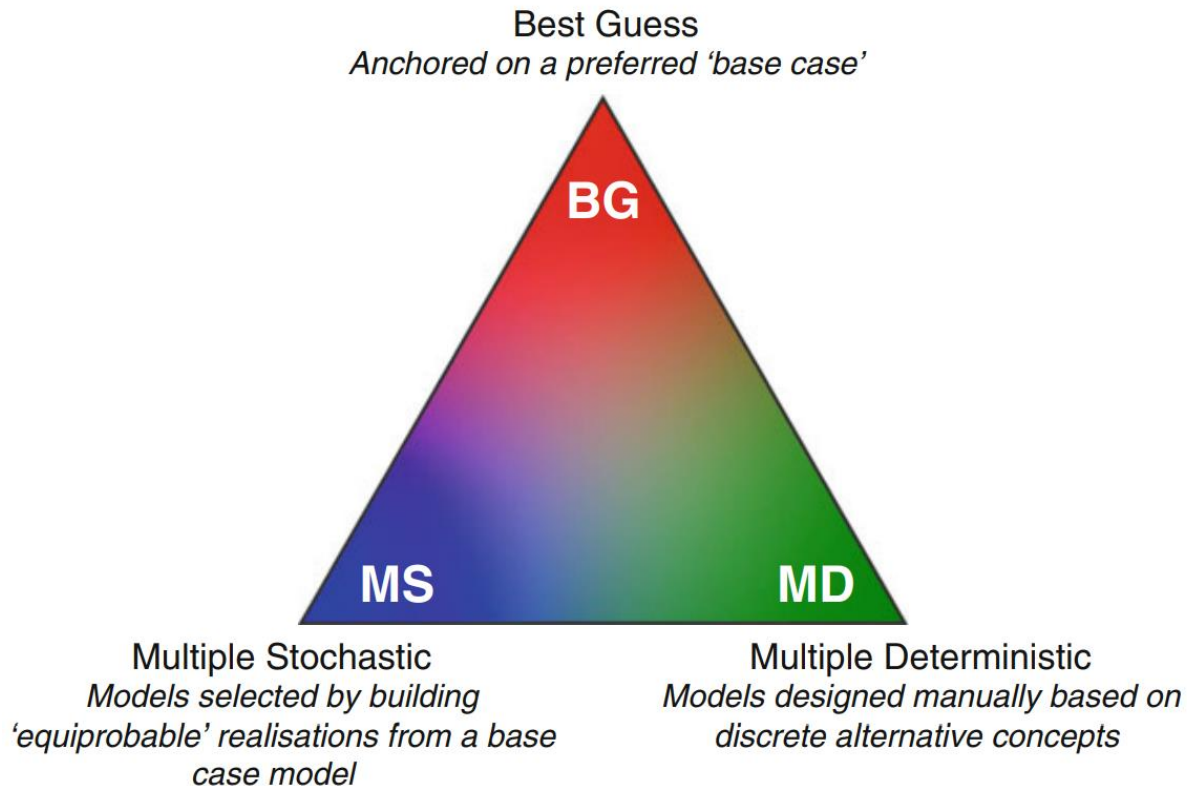 Best Guess
Anchored on a preferred ‘base case’
BG
MS
MD
Multiple Stochastic
Models selected by building
‘equiprobable’ realisations from a base
case model
Multiple Deterministic
Models designed manually based on
discrete alternative concepts